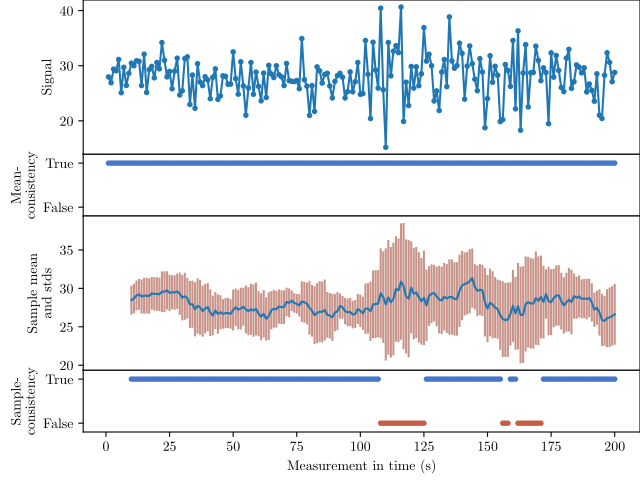 40
30
20
Signal
True
False
Mean-
consistency
35
30
25
20
Sample mean
and stds
True
False
Sample-
consistency
0 25 50 75 100 125 150 175 200
Measurement in time (s)